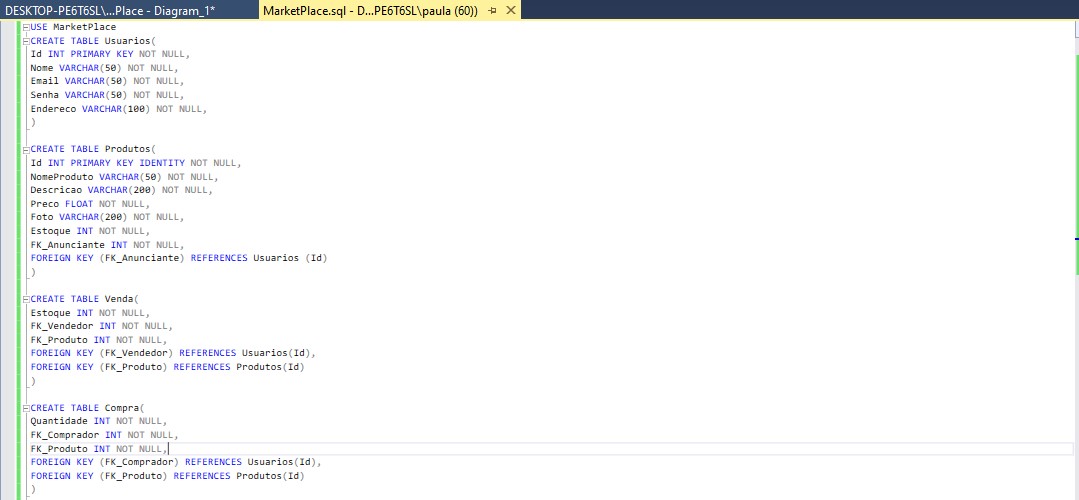 DESKTOP-PE6T6SL\...Place - Diagram_1*
MarketPlace.sql - D...PE6T6SL\paula (60))
USE MarketPlace
CREATE TABLE Usuarios(
Id INT PRIMARY KEY NOT NULL,
Nome VARCHAR(50) NOT NULL,
Email VARCHAR(50) NOT NULL,
Senha VARCHAR(50) NOT NULL,
Endereco VARCHAR(100) NOT NULL,
)
CREATE TABLE Produtos(
Id INT PRIMARY KEY IDENTITY NOT NULL,
NomeProduto VARCHAR(50) NOT NULL,
Descricao VARCHAR(200) NOT NULL,
Preco FLOAT NOT NULL,
Foto VARCHAR(200) NOT NULL,
Estoque INT NOT NULL,
FK_Anunciante INT NOT NULL,
FOREIGN KEY (FK_Anunciante) REFERENCES Usuarios (Id)
)
CREATE TABLE Venda(
Estoque INT NOT NULL,
FK_Vendedor INT NOT NULL,
FK_Produto INT NOT NULL,
FOREIGN KEY (FK_Vendedor) REFERENCES Usuarios(Id),
FOREIGN KEY (FK_Produto) REFERENCES Produtos(Id)
)
CREATE TABLE Compra(
Quantidade INT NOT NULL,
FK_Comprador INT NOT NULL,
FK_Produto INT NOT NULL,
FOREIGN KEY (FK_Comprador) REFERENCES Usuarios(Id),
FOREIGN KEY (FK_Produto) REFERENCES Produtos(Id)
)